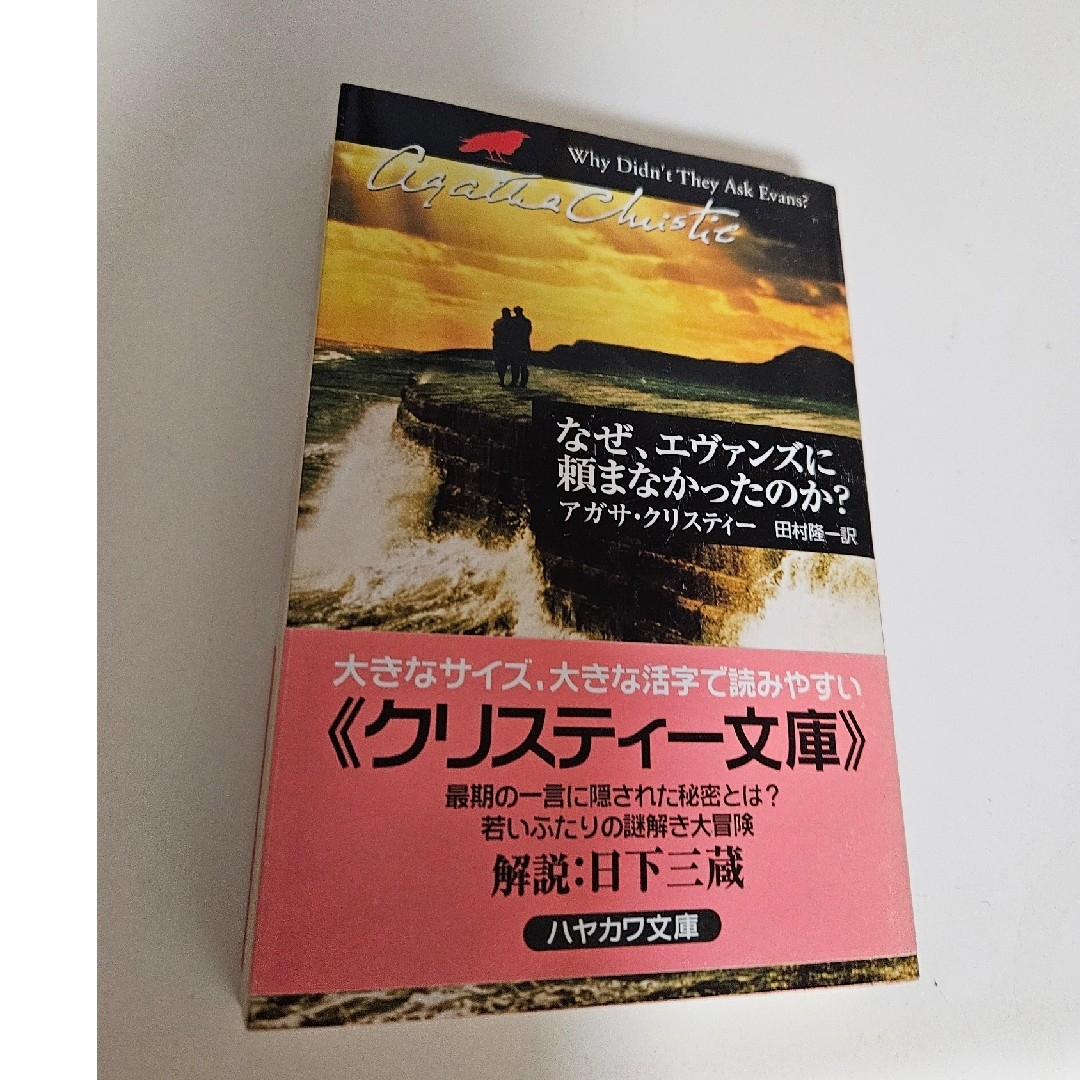 Why Didn't They Ask Evans?
Agatha Christie
なぜ、エヴァンズに
頼まなかったのか?
アガサ・クリスティー 田村隆一訳
大きなサイズ、大きな活字で読みやすい
《クリスティー文庫》
最期の一言に隠された秘密とは?
若いふたりの謎解き大冒険
解説:日下三蔵
ハヤカワ文庫